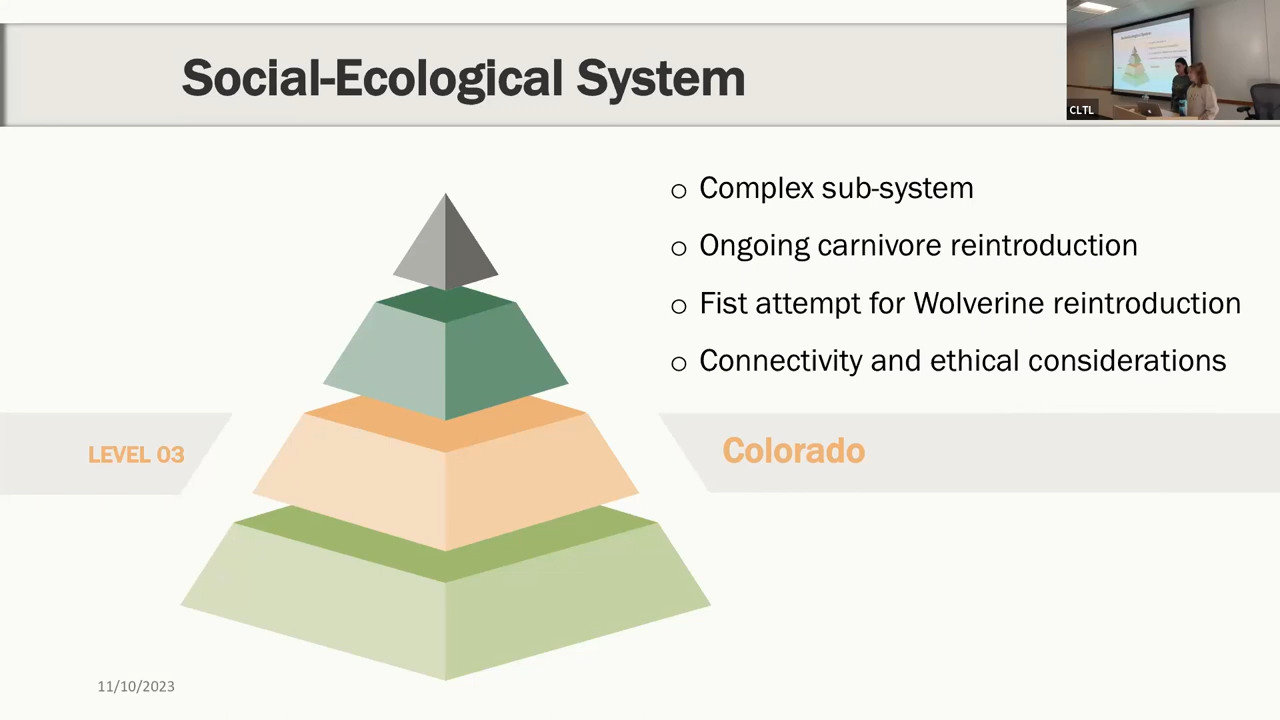 Social-Ecological System
CLTL
o Complex sub-system
o Ongoing carnivore reintroduction
o Fist attempt for Wolverine reintroduction
o Connectivity and ethical considerations
LEVEL 03
Colorado
11/10/2023